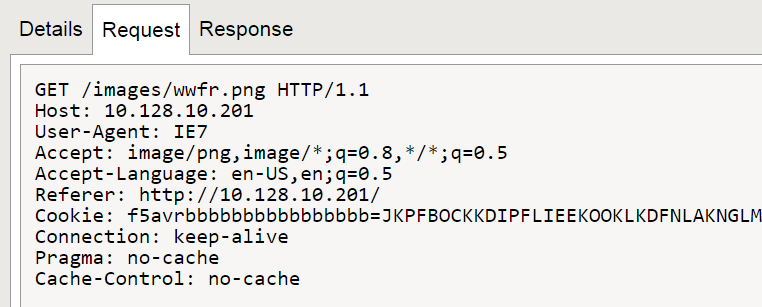 Details Request Response
GET /images/wwfr.png HTTP/1.1
Host: 10.128.10.201
User-Agent: IE7
Accept: image/png,image/*;q=0.8,*/*;q=0.5
Accept-Language: en-US,en;q=0.5
Referer: http://10.128.10.201/
Cookie: f5avrbbbbbbbbbbbbbbbb=JKPFBOCKKDIPFLIEEKOOKLKDFNLAKNGLM
Connection: keep-alive
Pragma: no-cache
Cache-Control: no-cache